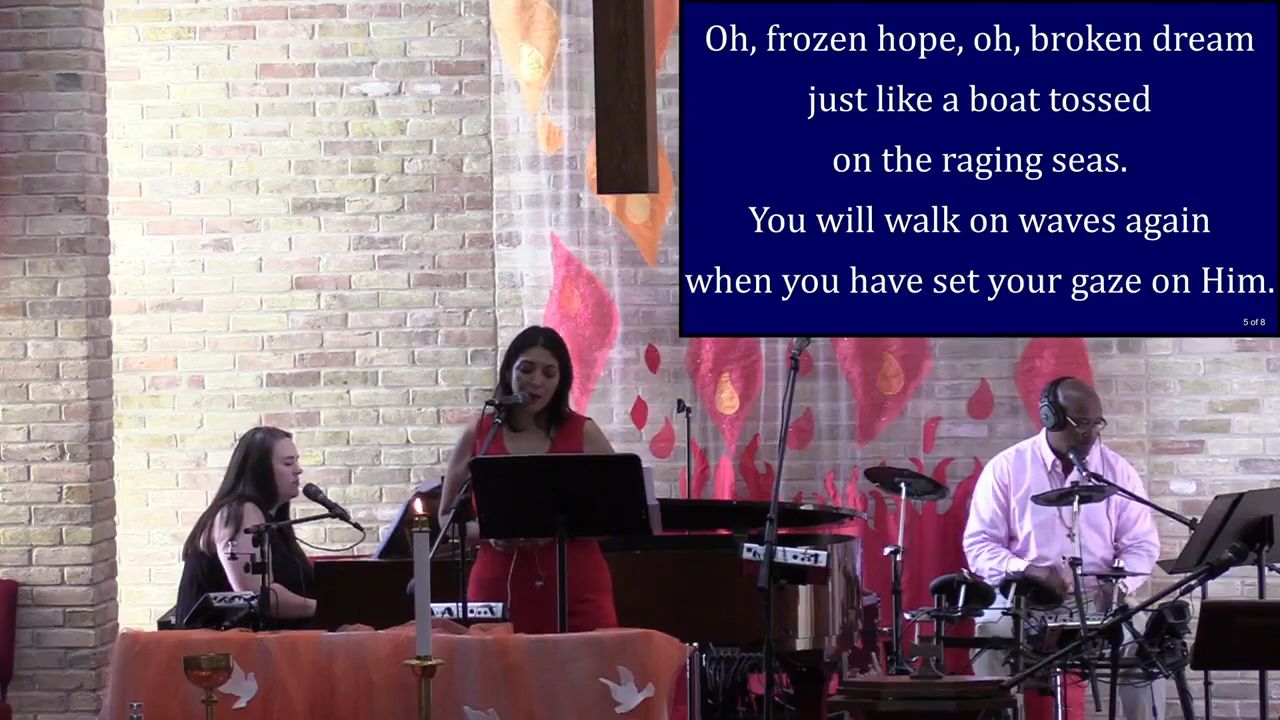 Oh, frozen hope, oh, broken dream
just like a boat tossed
on the raging seas.
You will walk on waves again
when you have set your gaze on Him.
5 of 8